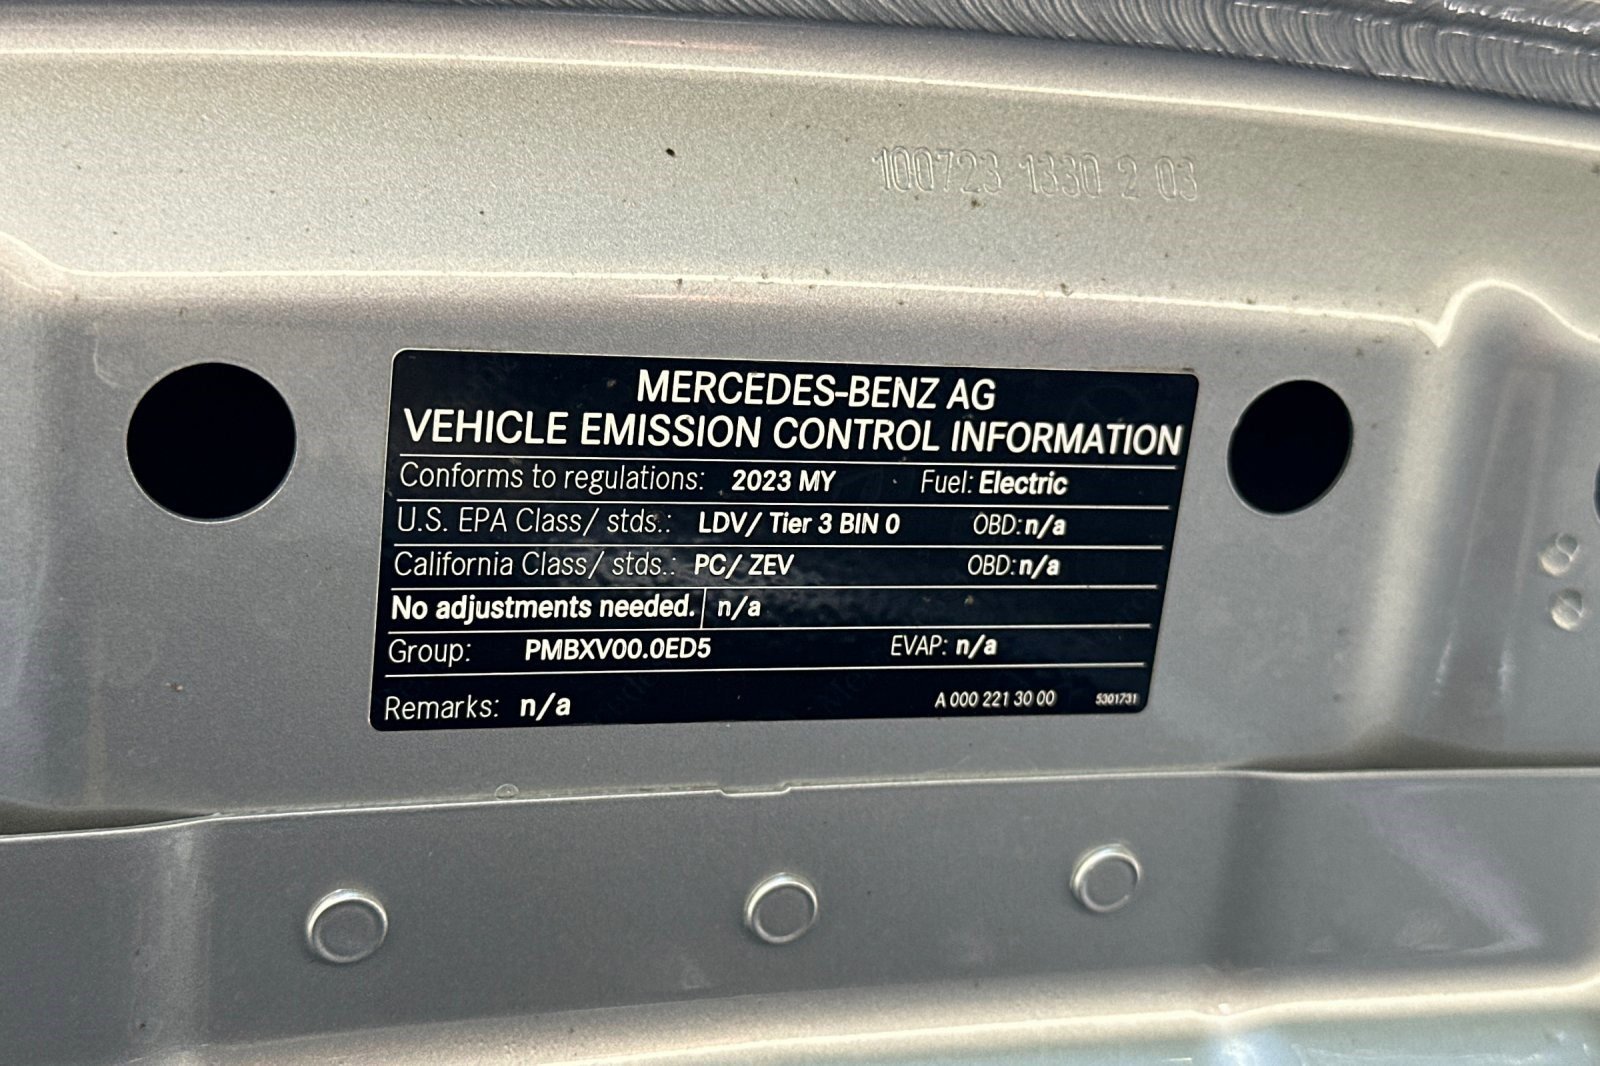 100723 1330 2 03
MERCEDES-BENZ AG
VEHICLE EMISSION CONTROL INFORMATION
Conforms to regulations: 2023 MY Fuel: Electric
U.S. EPA Class/ stds.: LDV/ Tier 3 BIN 0 OBD: n/a
California Class/ stds.: PC/ ZEV OBD: n/a
No adjustments needed. n/a
Group: PMBXV00.0ED5 EVAP: n/a
Remarks: n/a A 000 221 30 00 5301731